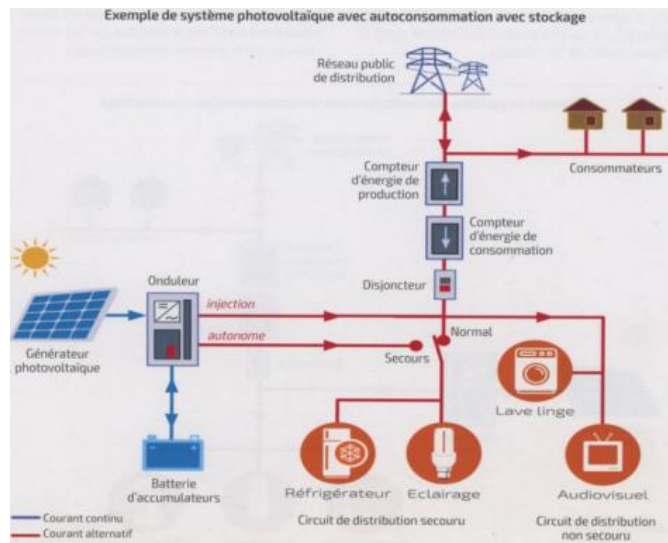 Exemple de système photovoltaïque avec autoconsommation avec stockage
Réseau public
de distribution
Compteur
d'énergie de
production
Consommateurs
Compteur
d'énergie de
consommation
Onduleur
Disjoncteur
injection
autonome
Normal
Secours
Générateur
photovoltaïque
Lave linge
Batterie
d'accumulateurs
Réfrigérateur
Eclairage
Audiovisuel
Courant continu
Courant alternatif
Circuit de distribution secouru
Circuit de distribution
non secouru